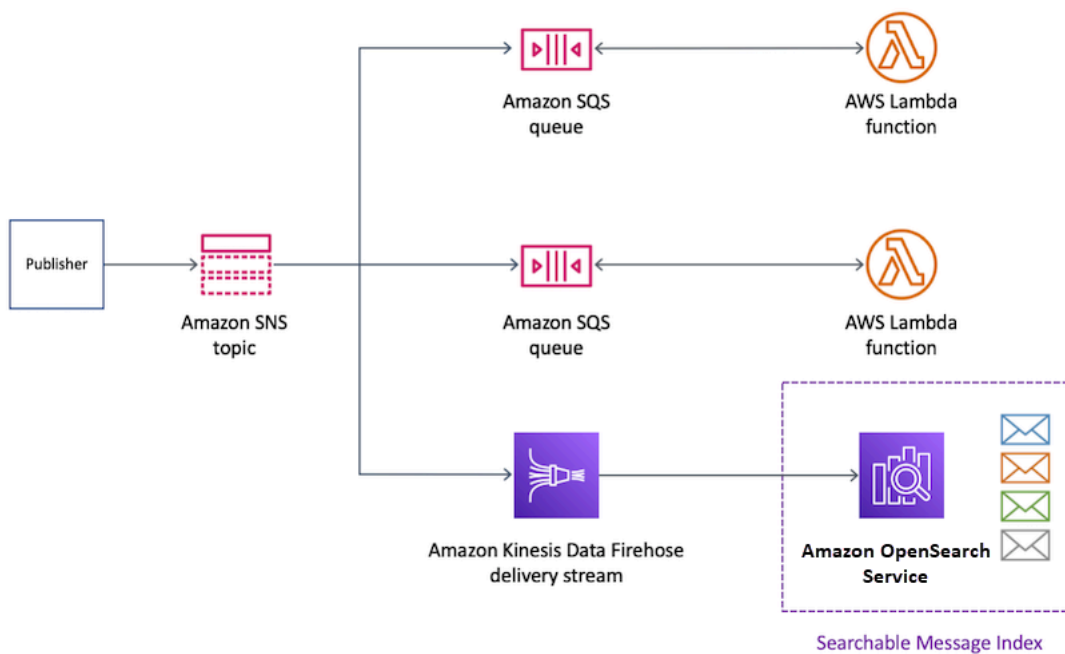 Amazon SQS
queue
AWS Lambda
function
Publisher
Amazon SNS
topic
Amazon SQS
queue
AWS Lambda
function
Amazon Kinesis Data Firehose
delivery stream
Amazon OpenSearch
Service
Searchable Message Index